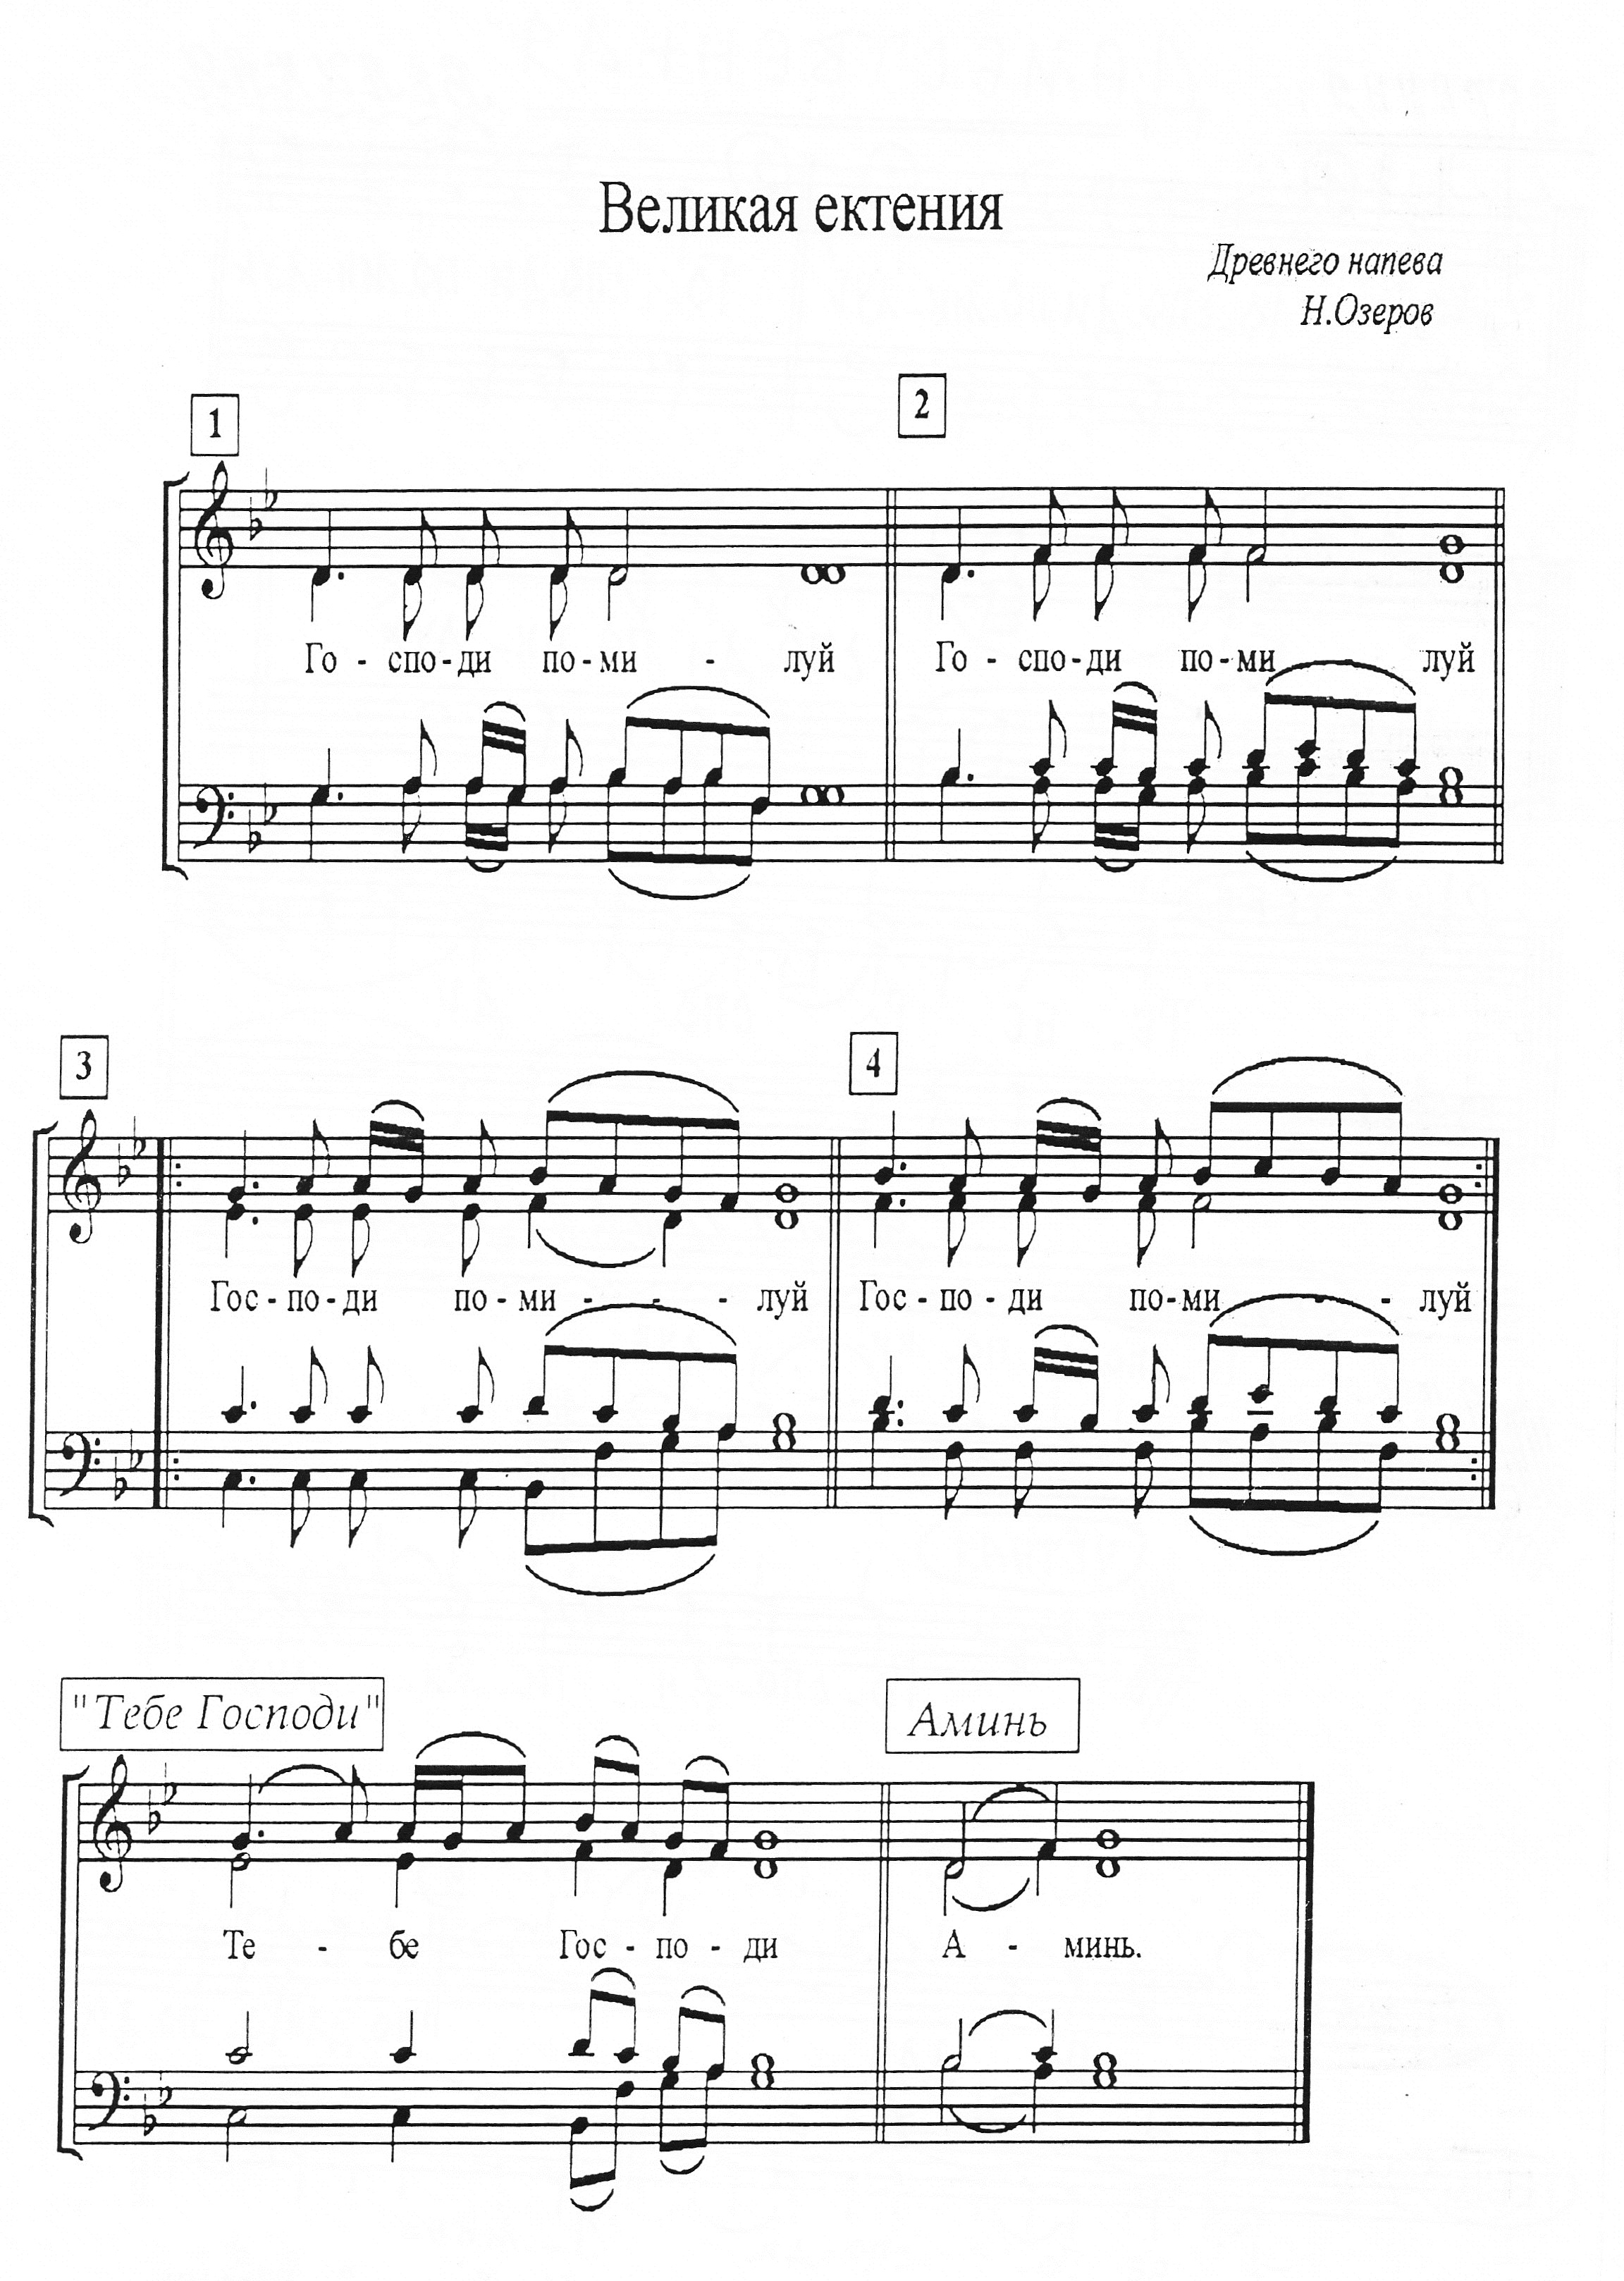 Великая ектения
Древнего напева
Н.Озеров
1
2
Го - спо - ди по - ми - луй Го - спо - ди по - ми луй
3
4
Гос - по - ди по - ми - - - луй Гос - по - ди по - ми - - луй
"Тебе Господи"
Аминь
Те - бе Гос - по - ди А - минь.